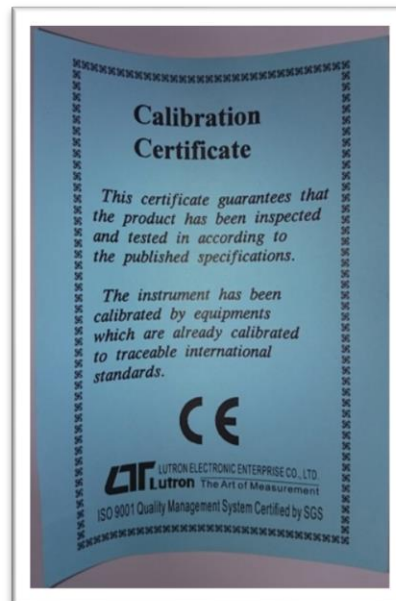 Calibration
Certificate
This certificate guarantees that
the product has been inspected
and tested in according to
the published specifications.
The instrument has been
calibrated by equipments
which are already calibrated
to traceable international
standards.
CE
LUTRON ELECTRONIC ENTERPRISE CO., LTD.
Lutron The Art of Measurement
ISO 9001 Quality Management System Certified by SGS